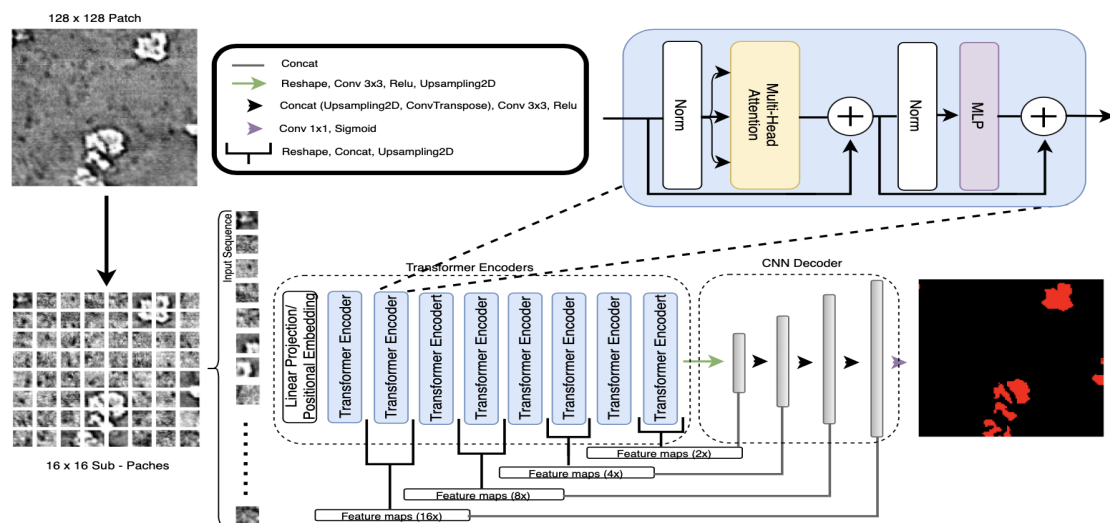 128 x 128 Patch
Concat
Reshape, Conv 3x3, Relu, Upsampling2D
Concat (Upsampling2D, ConvTranspose), Conv 3x3, Relu
Conv 1x1, Sigmoid
Reshape, Concat, Upsampling2D
Norm
Multi-Head
Attention
Norm
MLP
Input Sequence
Transformer Encoders
CNN Decoder
Linear Projection/
Positional Embedding
Transformer Encoder
Transformer Encodert
Transformer Encodert
Transformer Encoder
Transformer Encoder
Transformer Encoder
Transformer Encoder
Transformer Encodert
Feature maps (2x)
Feature maps (4x)
Feature maps (8x)
Feature maps (16x)
16 x 16 Sub - Paches